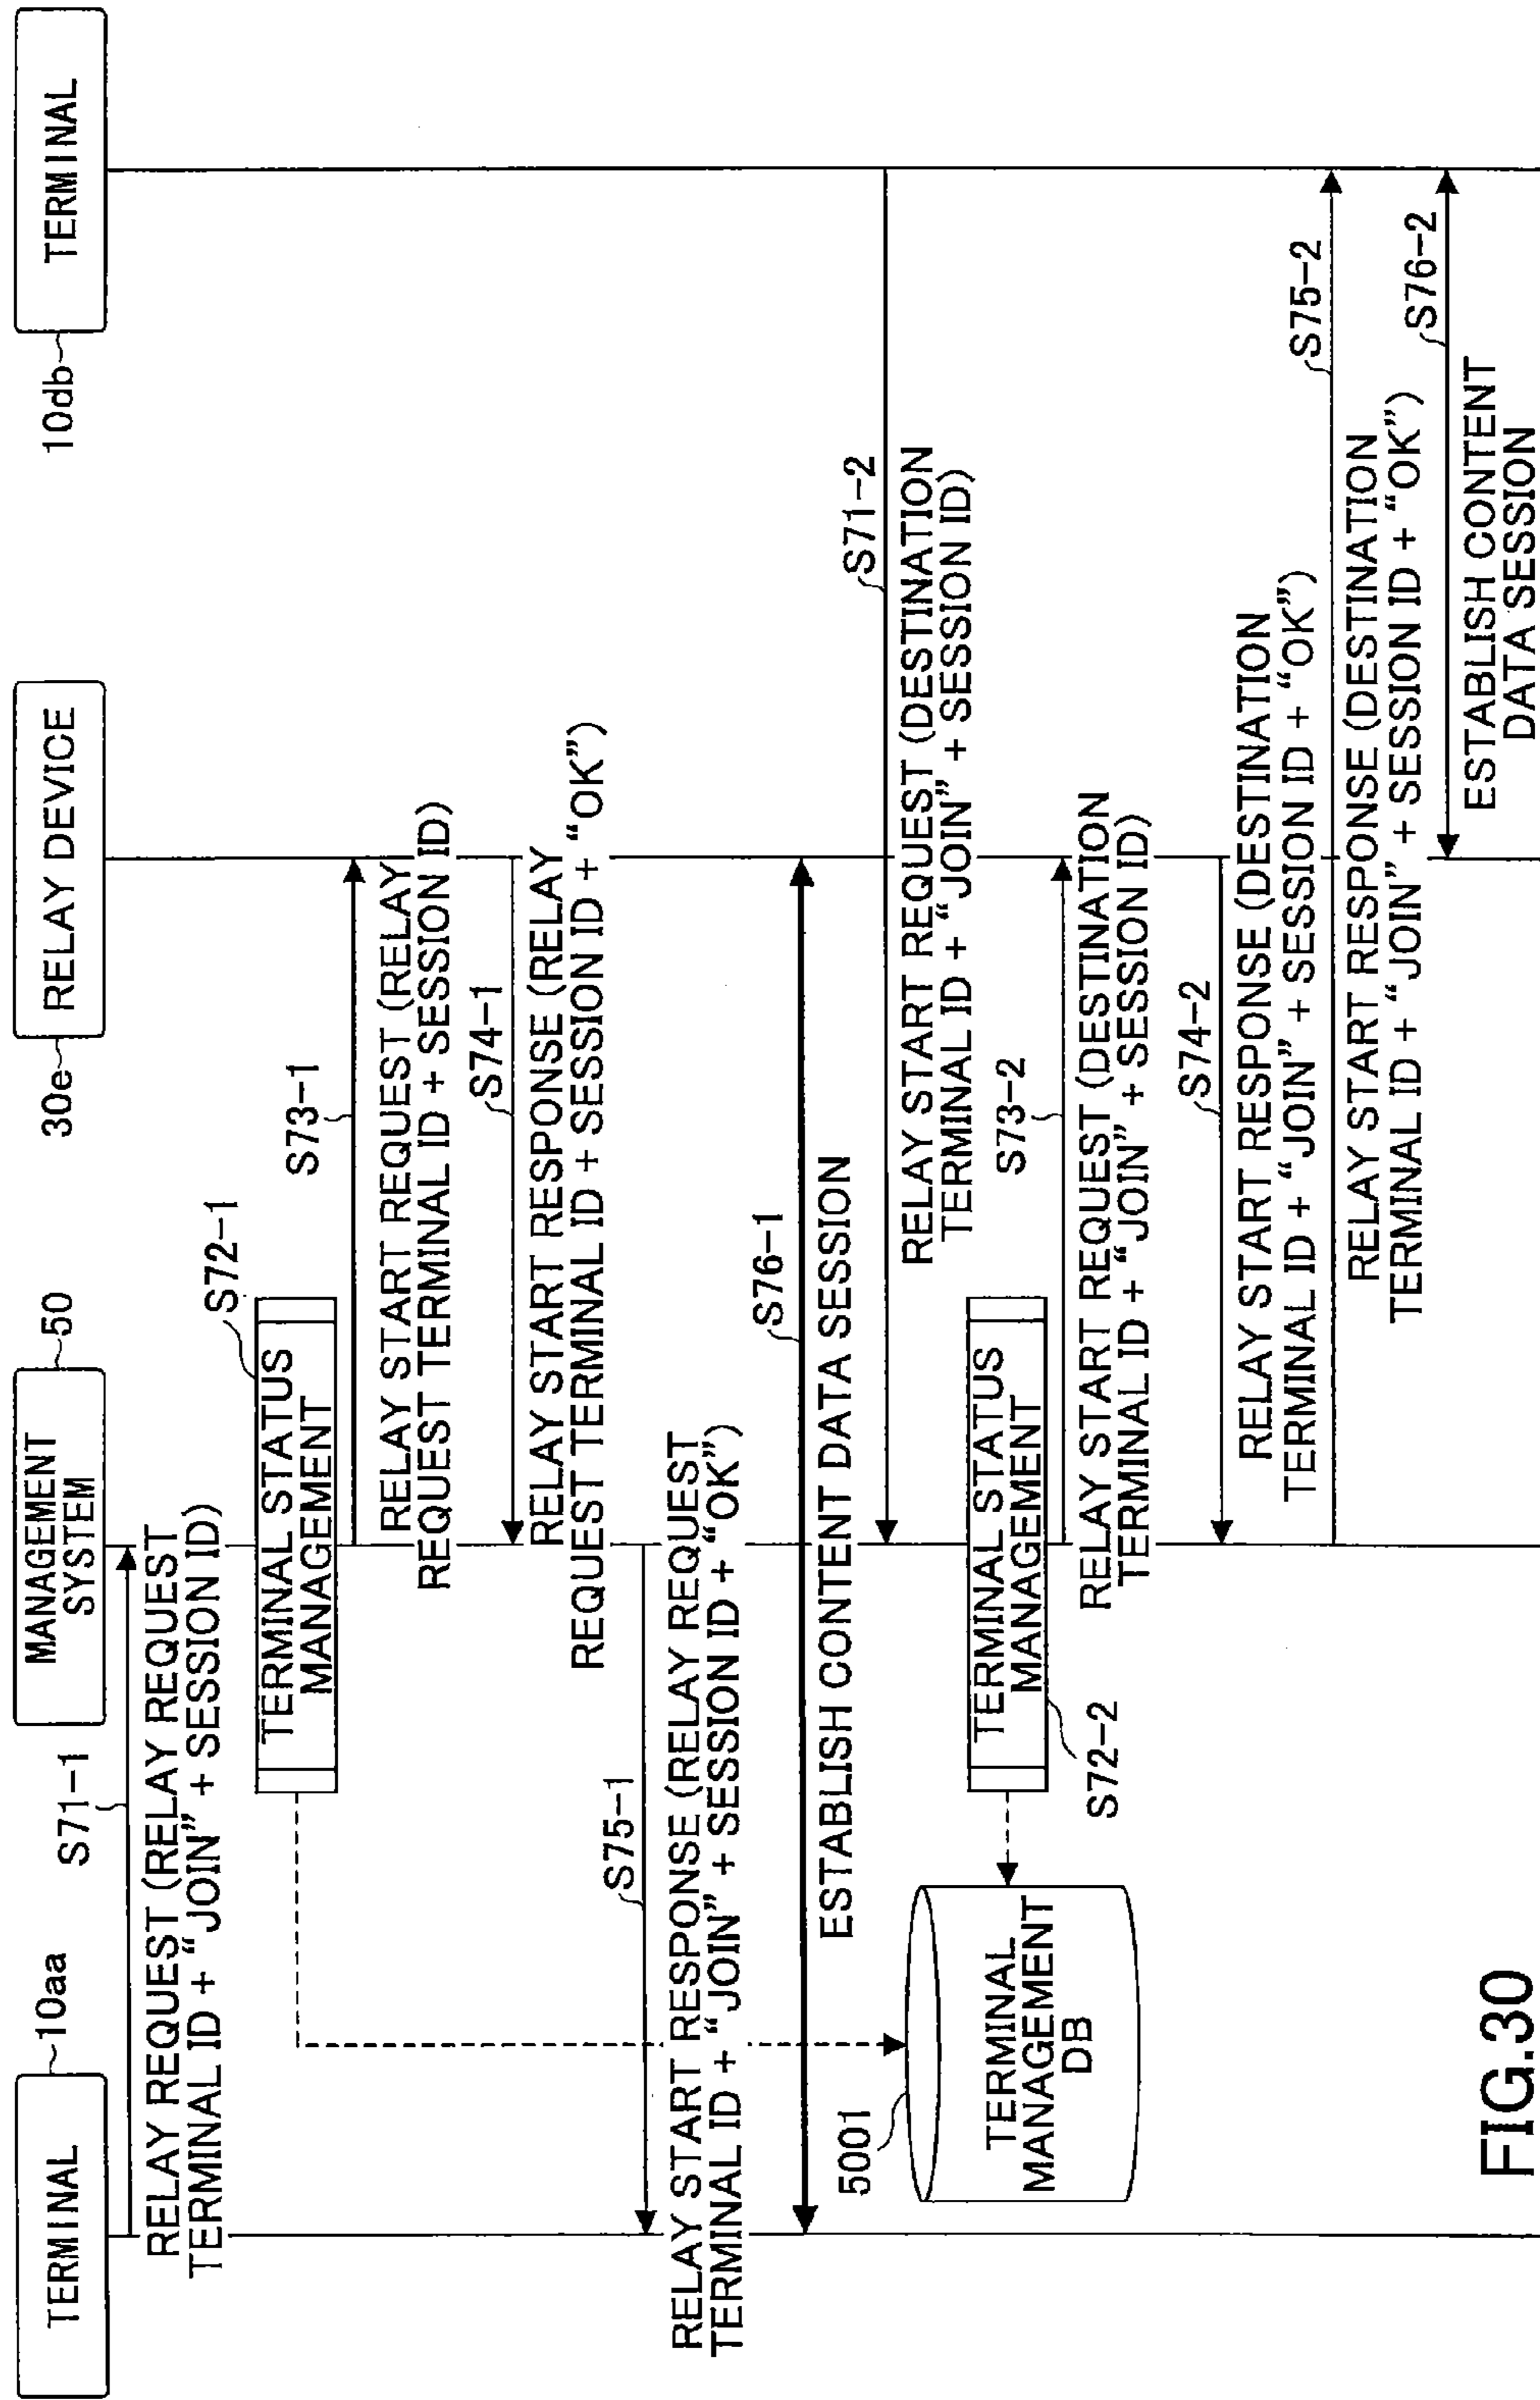 TERMINAL
10aa
MANAGEMENT
SYSTEM
50
30e
RELAY DEVICE
10db
TERMINAL
S71-1
RELAY REQUEST (RELAY REQUEST
TERMINAL ID + “JOIN” + SESSION ID)
S72-1
TERMINAL STATUS
MANAGEMENT
S73-1
RELAY START REQUEST (RELAY
REQUEST TERMINAL ID + SESSION ID)
S74-1
RELAY START RESPONSE (RELAY
REQUEST TERMINAL ID + SESSION ID + “OK”)
S75-1
RELAY START RESPONSE (RELAY REQUEST
TERMINAL ID + “JOIN” + SESSION ID + “OK”)
S76-1
ESTABLISH CONTENT DATA SESSION
S71-2
RELAY START REQUEST (DESTINATION
TERMINAL ID + “JOIN” + SESSION ID)
5001
TERMINAL
MANAGEMENT
DB
TERMINAL STATUS
MANAGEMENT
S72-2
S73-2
RELAY START REQUEST (DESTINATION
TERMINAL ID + “JOIN” + SESSION ID)
S74-2
RELAY START RESPONSE (DESTINATION
TERMINAL ID + “JOIN” + SESSION ID + “OK”)
S75-2
RELAY START RESPONSE (DESTINATION
TERMINAL ID + “JOIN” + SESSION ID + “OK”)
S76-2
ESTABLISH CONTENT
DATA SESSION
FIG.30